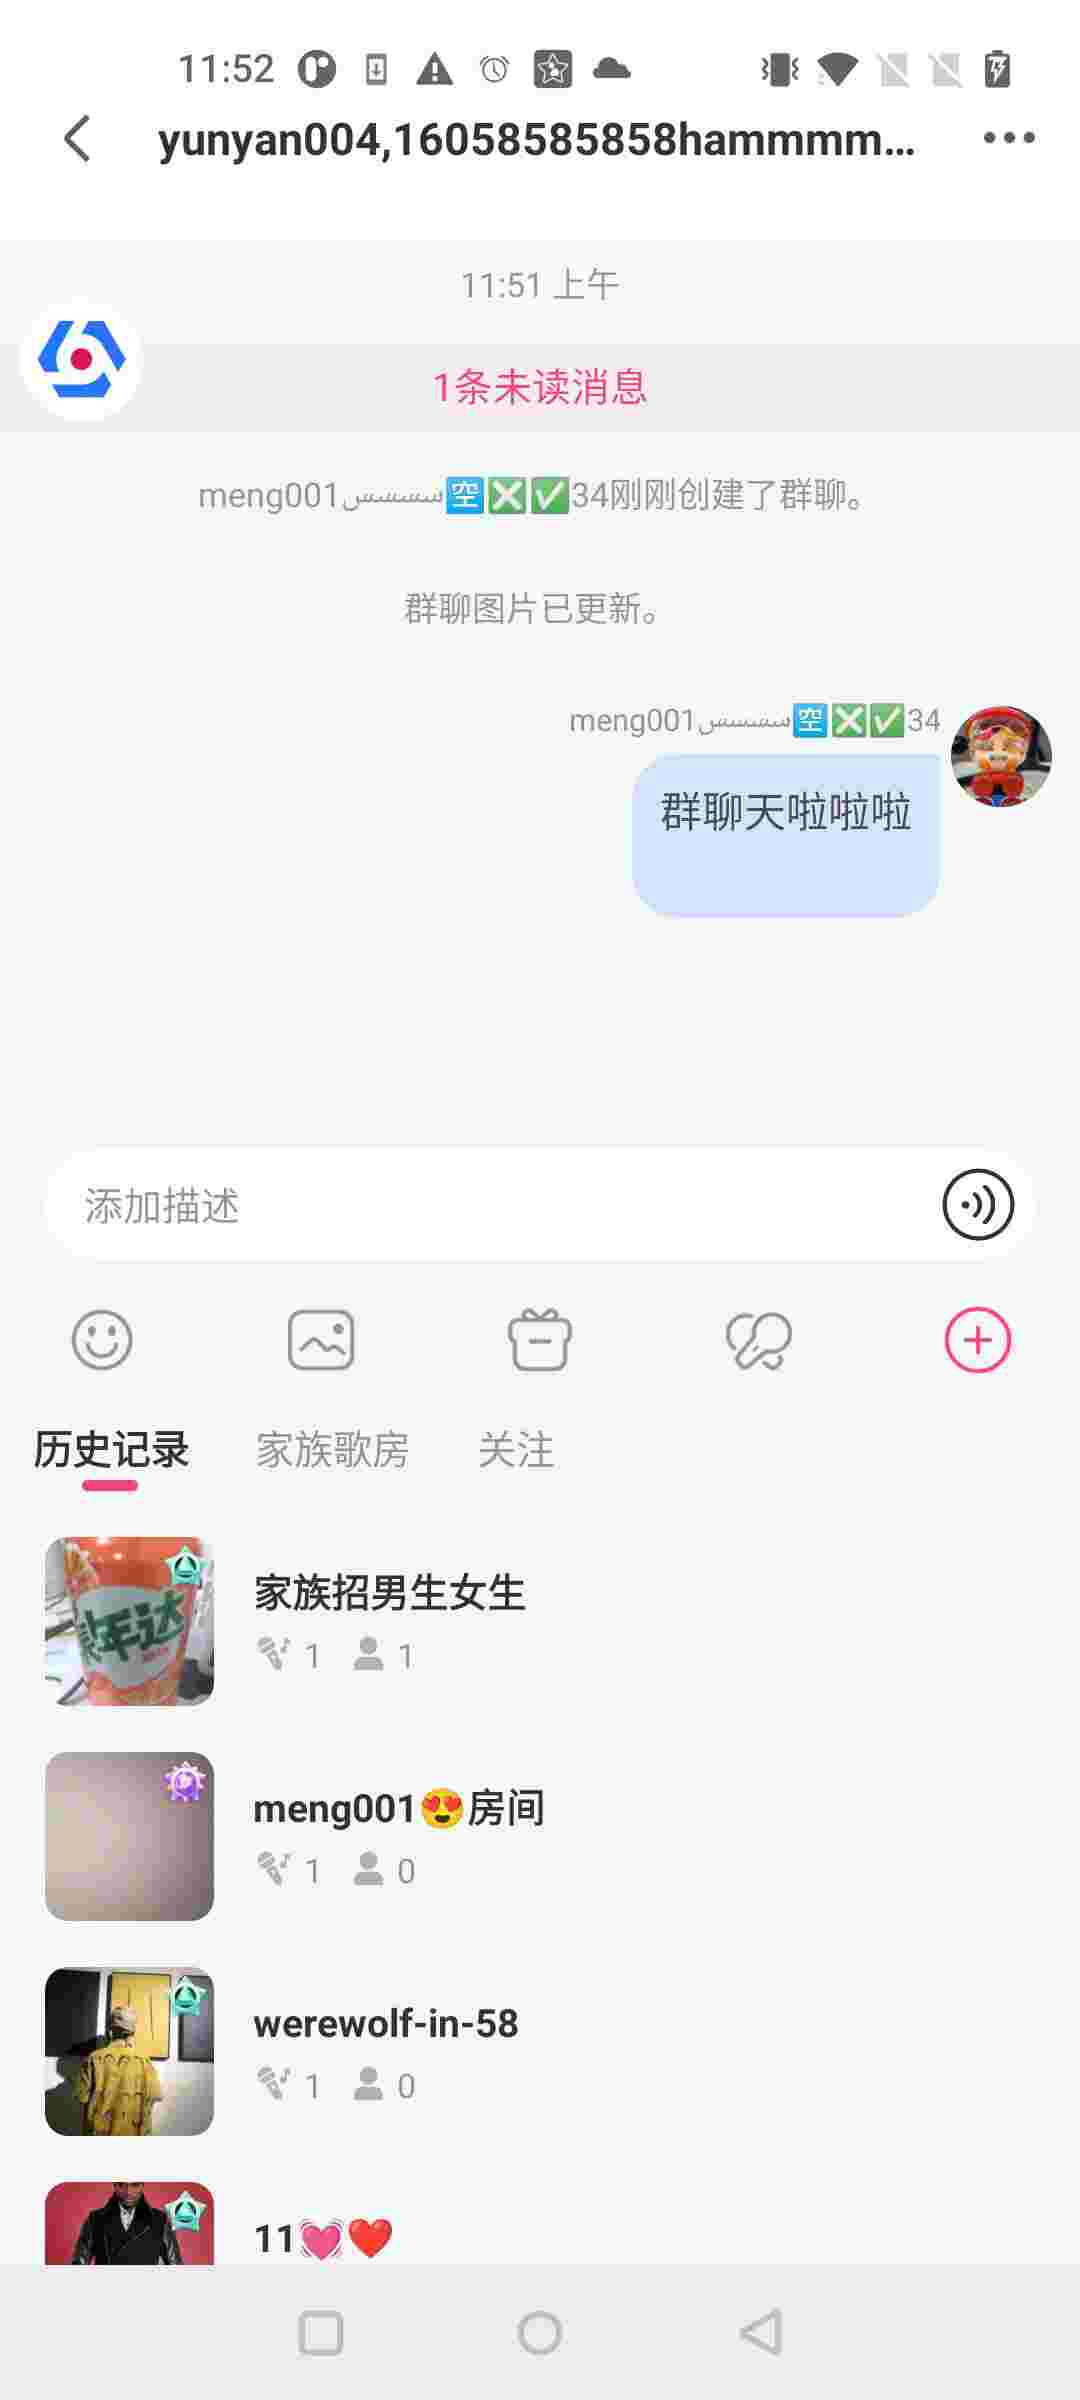 11:52
yunyan004,16058585858hammmm...
11:51 上午
1条未读消息
meng001سسسسس🈳❎✅34刚刚创建了群聊。
群聊图片已更新。
meng001سسسسس🈳❎✅34
群聊天啦啦啦
添加描述
历史记录 家族歌房 关注
家族招男生女生
1 1
年达
meng001😍房间
1 0
werewolf-in-58
1 0
11💓❤️